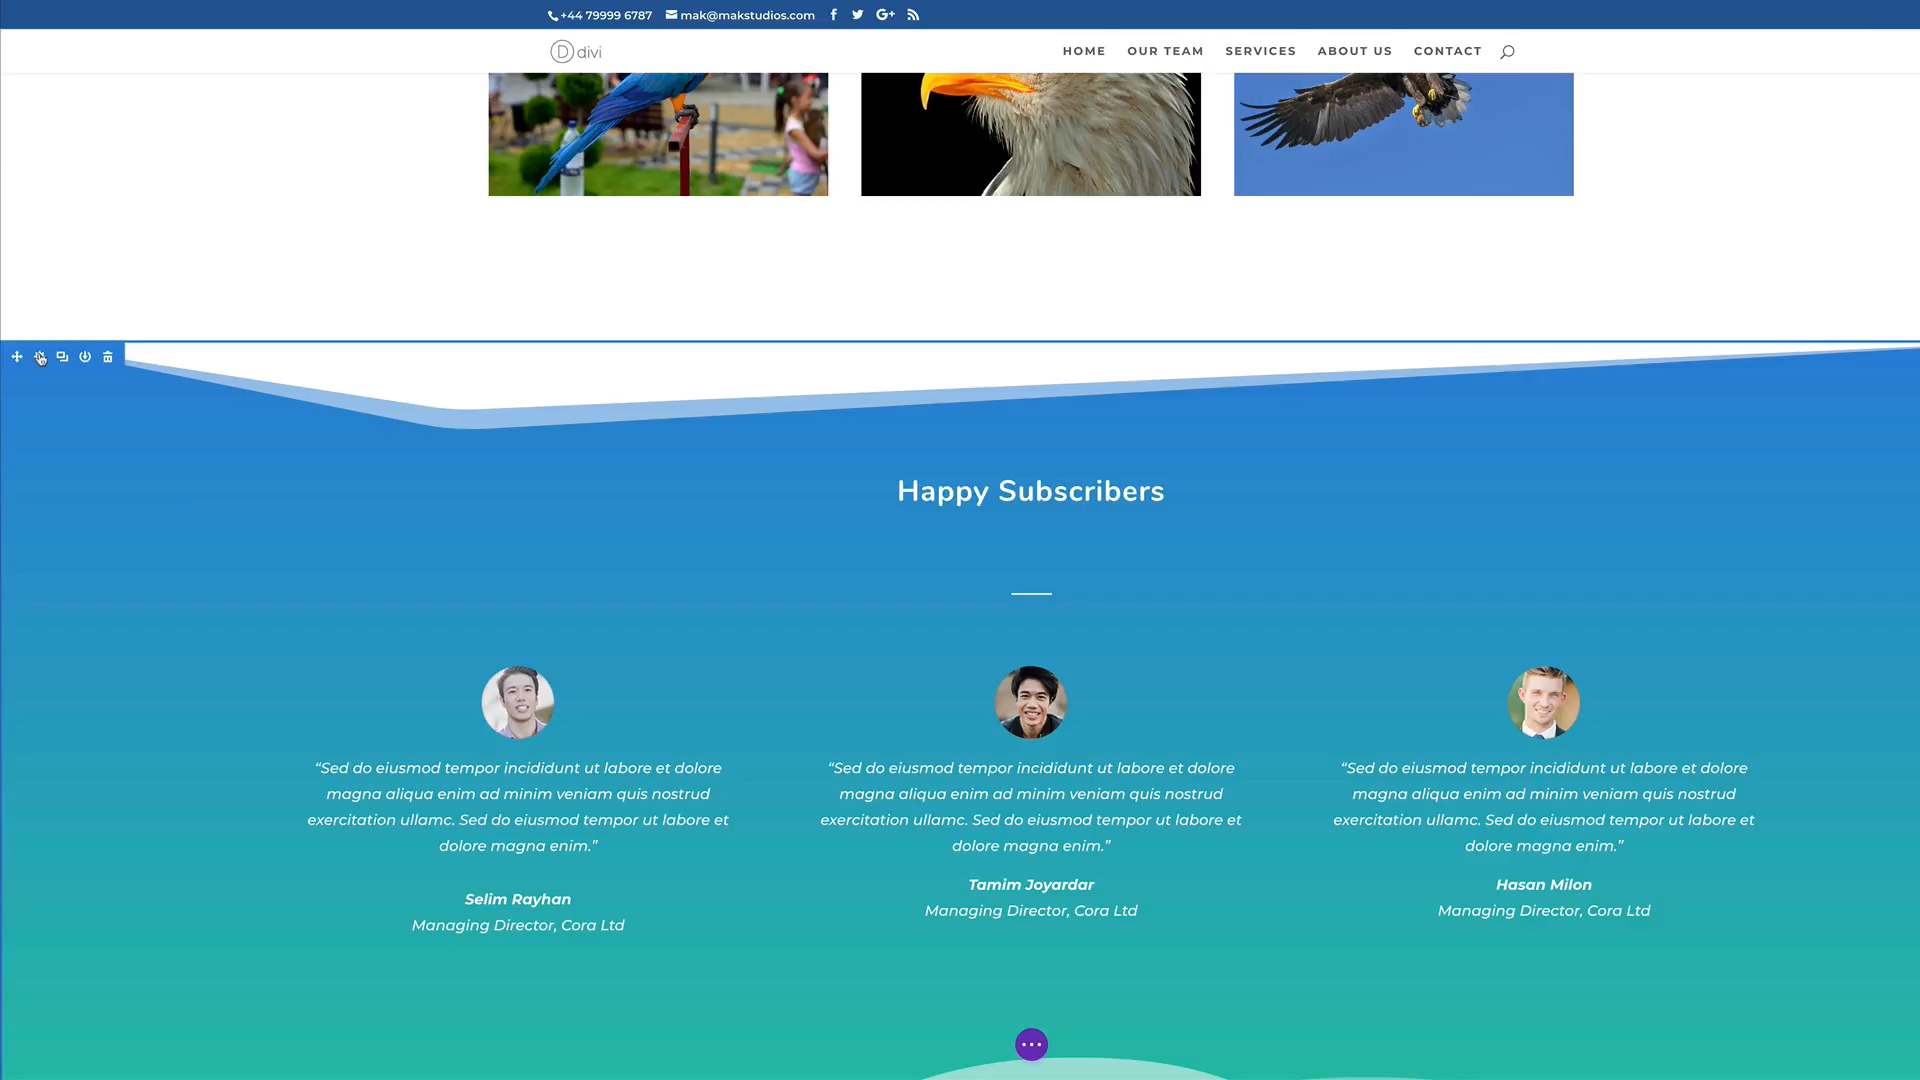 +44 79999 6787 mak@makstudios.com
D divi HOME OUR TEAM SERVICES ABOUT US CONTACT
Happy Subscribers
“Sed do eiusmod tempor incididunt ut labore et dolore
magna aliqua enim ad minim veniam quis nostrud
exercitation ullamc. Sed do eiusmod tempor ut labore et
dolore magna enim.”
Selim Rayhan
Managing Director, Cora Ltd
“Sed do eiusmod tempor incididunt ut labore et dolore
magna aliqua enim ad minim veniam quis nostrud
exercitation ullamc. Sed do eiusmod tempor ut labore et
dolore magna enim.”
Tamim Joyardar
Managing Director, Cora Ltd
“Sed do eiusmod tempor incididunt ut labore et dolore
magna aliqua enim ad minim veniam quis nostrud
exercitation ullamc. Sed do eiusmod tempor ut labore et
dolore magna enim.”
Hasan Milon
Managing Director, Cora Ltd